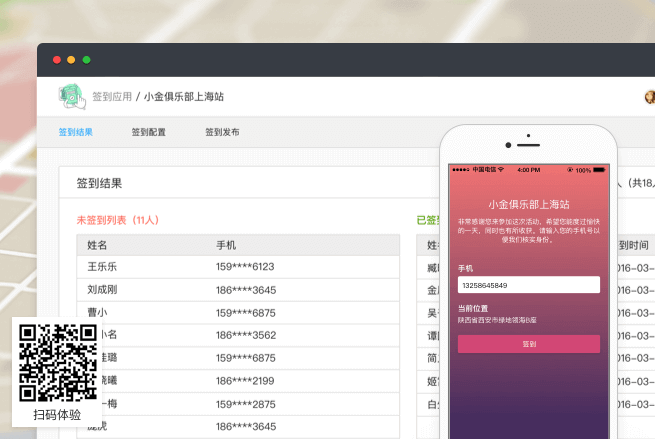 签到应用 / 小金俱乐部上海站
签到结果 签到配置 签到发布
签到结果
人（共18人
未签到列表（11人）
已签
姓名 手机
王乐乐 159****6123
刘成刚 186****3645
曹小 159****6875
小名 186****3562
佳璐 159****6875
晓曦 186****2199
一梅 159****2875
庞虎 186****3645
姓
臧
金
吴
谭
简
姬
白
到时间
016-03-
016-03-
016-03-
016-03-
016-03-
016-03-
016-03-
中国电信 4:00 PM 100%
小金俱乐部上海站
非常感谢您来参加这次活动，希望您能度过愉快
的一天，同时也有所收获。请输入您的手机号以
便我们核实身份。
手机
13258645849
当前位置
陕西省西安市绿地领海B座
签到
扫码体验